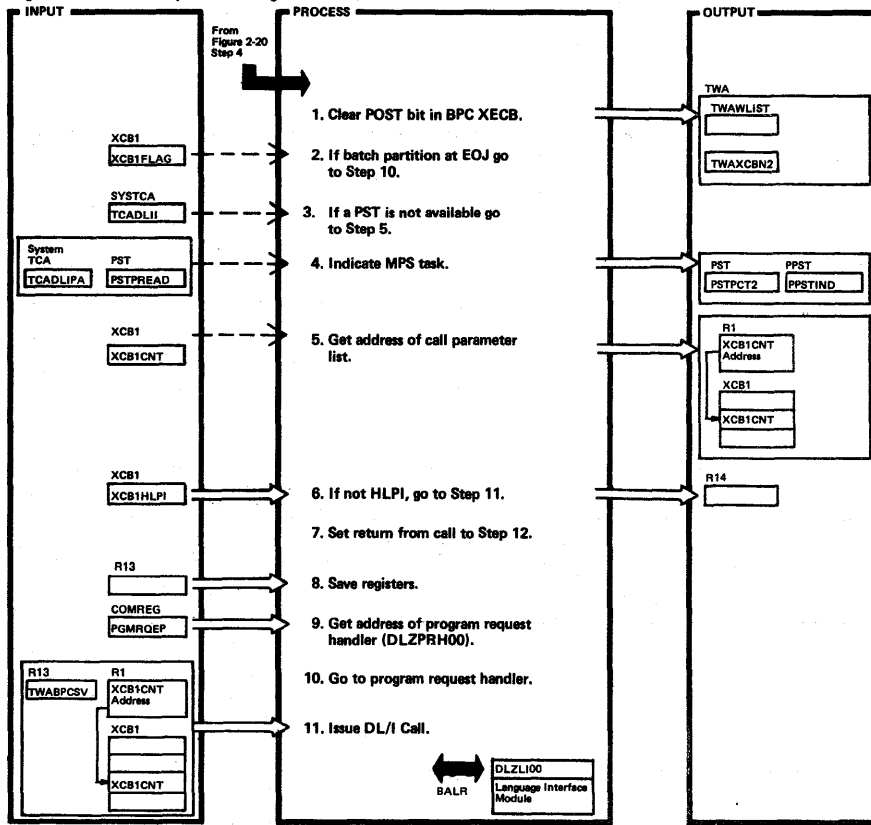 INPUT
PROCESS
OUTPUT
From
Figure 2-20
Step 4
1. Clear POST bit in BPC XECB.
TWA
TWAWLIST
TWAXCBN2
XCB1
XCB1FLAG
2. If batch partition at EOJ go
to Step 10.
SYSTCA
TCADLII
3. If a PST is not available go
to Step 5.
System
TCA
PST
TCADLIPA
PSTPREAD
4. Indicate MPS task.
PST
PPST
PSTPCT2
PPSTIND
XCB1
XCB1CNT
5. Get address of call parameter
list.
R1
XCB1CNT
Address
XCB1
XCB1CNT
XCB1
XCB1HLPI
6. If not HLPI, go to Step 11.
R14
7. Set return from call to Step 12.
R13
8. Save registers.
COMREG
PGMRQEP
9. Get address of program request
handler (DLZPRH00).
10. Go to program request handler.
R13
R1
TWABPCSV
XCB1CNT
Address
XCB1
XCB1CNT
11. Issue DL/I Call.
BALR
DLZLI00
Language Interface
Module